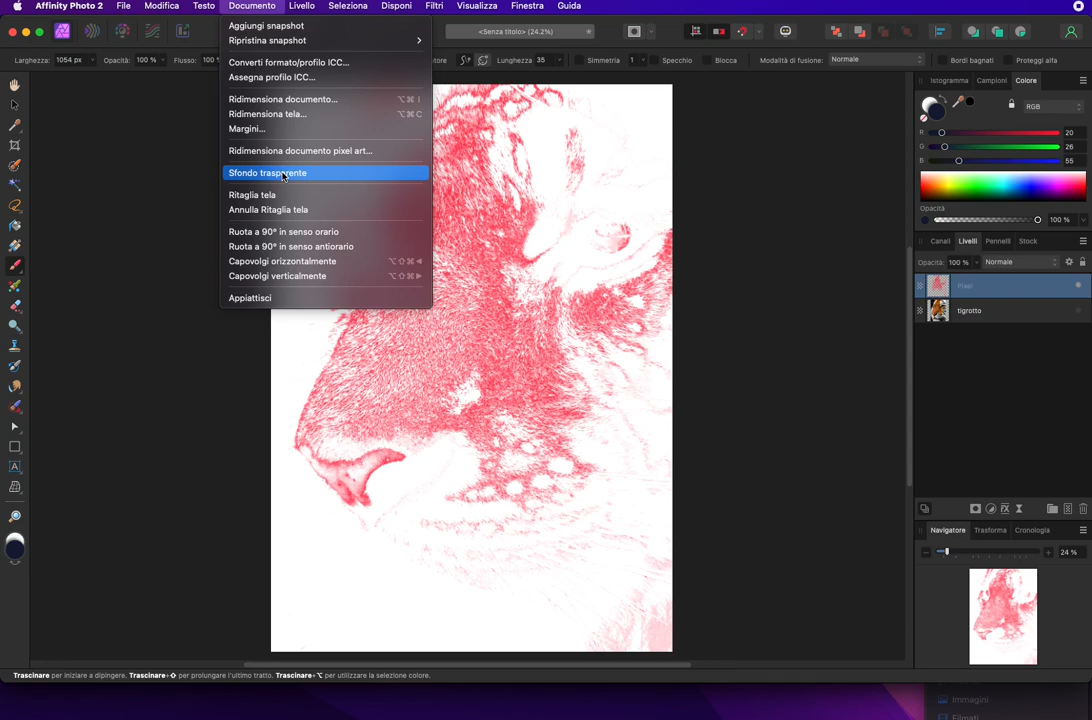 Affinity Photo 2 File Modifica Testo Documento Livello Seleziona Disponi Filtri Visualizza Finestra Guida
<Senza titolo> (24.2%)
Larghezza: 1054 px Opacità: 100 % Flusso: 100 Lunghezza 35 Simmetria 1 Specchio Blocca Modalità di fusione: Normale Bordi bagnati Proteggi alfa
Aggiungi snapshot
Ripristina snapshot
Converti formato/profilo ICC...
Assegna profilo ICC...
Ridimensiona documento... ⌥⌘ I
Ridimensiona tela... ⌥⌘ C
Margini...
Ridimensiona documento pixel art...
Sfondo trasparente
Ritaglia tela
Annulla Ritaglia tela
Ruota a 90° in senso orario
Ruota a 90° in senso antiorario
Capovolgi orizzontalmente ⌥⇧⌘◀
Capovolgi verticalmente ⌥⇧⌘▶
Appiattisci
Istogramma Campioni Colore
RGB
R 20
G 26
B 55
Opacità
100 %
Canali Livelli Pennelli Stock
Opacità: 100 % Normale
Pixel
tigrotto
Navigatore Trasforma Cronologia
24 %
Trascinare per iniziare a dipingere. Trascinare+⇧ per prolungare l'ultimo tratto. Trascinare+⌥ per utilizzare la selezione colore.
Immagini
Filmati